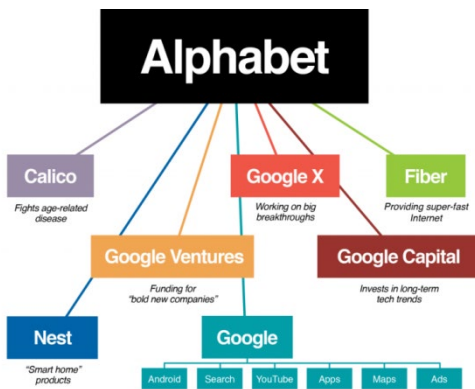 Alphabet
Calico
Fights age-related
disease
Google X
Working on big
breakthroughs
Fiber
Providing super-fast
Internet
Google Ventures
Funding for
“bold new companies”
Google Capital
Invests in long-term
tech trends
Nest
“Smart home”
products
Google
Android
Search
YouTube
Apps
Maps
Ads